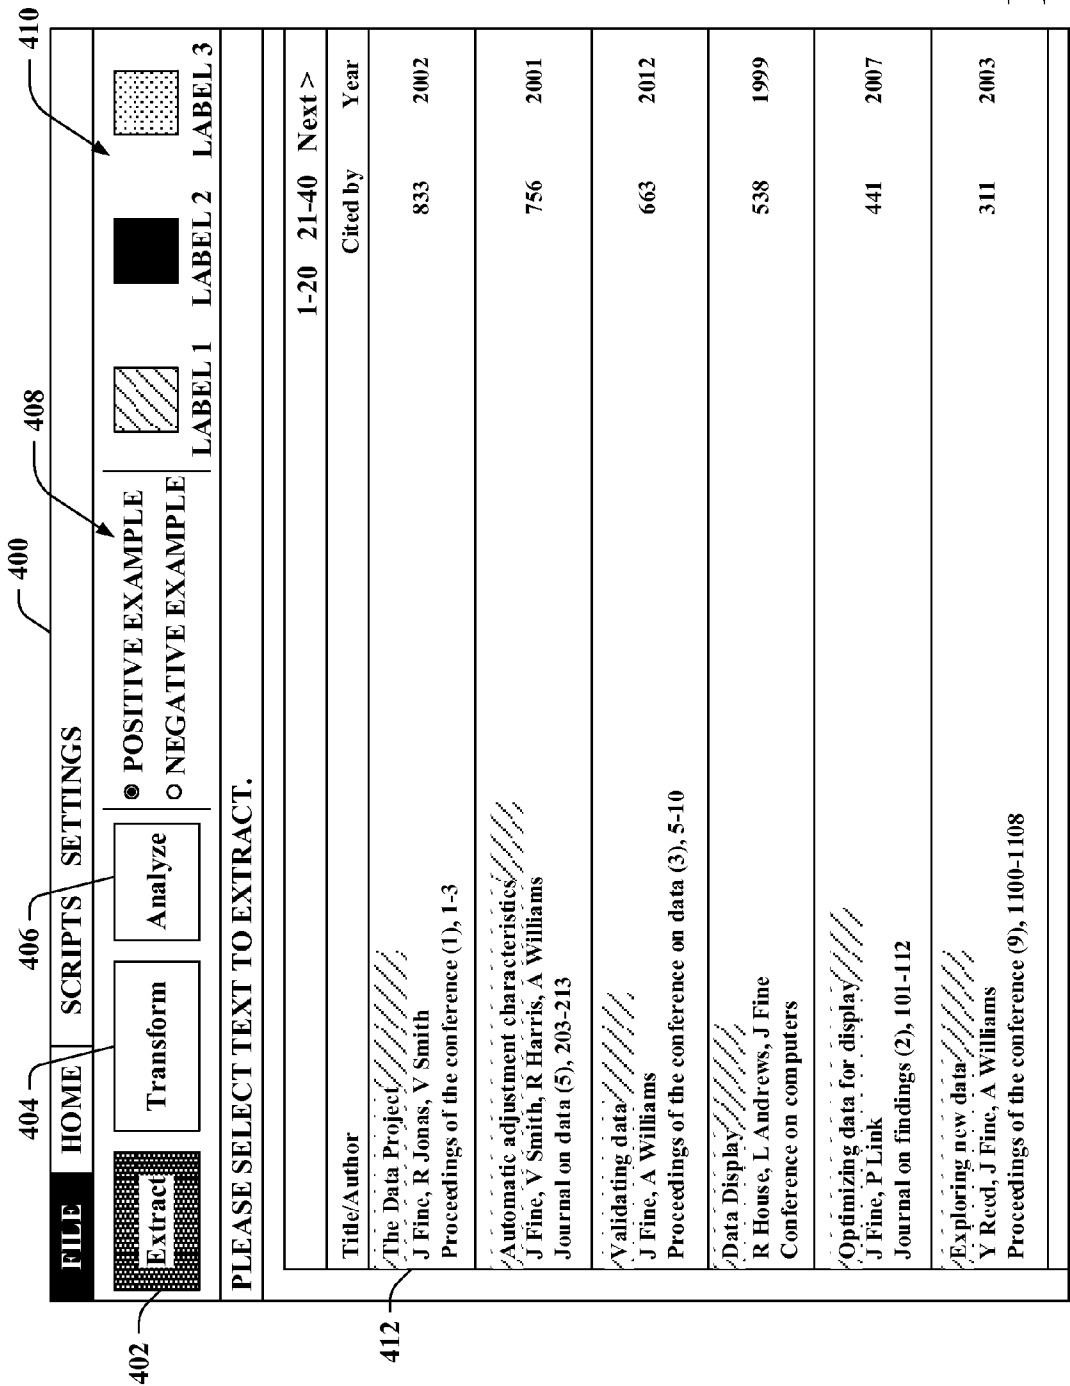 400
408
410
404
406
402
412
FILE HOME SCRIPTS SETTINGS
Extract Transform Analyze
POSITIVE EXAMPLE
NEGATIVE EXAMPLE
LABEL 1 LABEL 2 LABEL 3
PLEASE SELECT TEXT TO EXTRACT.
1-20 21-40 Next >
Title/Author Cited by Year
The Data Project 833 2002
J Fine, R Jonas, V Smith
Proceedings of the conference (1), 1-3
Automatic adjustment characteristics 756 2001
J Fine, V Smith, R Harris, A Williams
Journal on data (5), 203-213
Validating data 663 2012
J Fine, A Williams
Proceedings of the conference on data (3), 5-10
Data Display 538 1999
R House, L Andrews, J Fine
Conference on computers
Optimizing data for display 441 2007
J Fine, P Link
Journal on findings (2), 101-112
Exploring new data 311 2003
Y Reed, J Fine, A Williams
Proceedings of the conference (9), 1100-1108